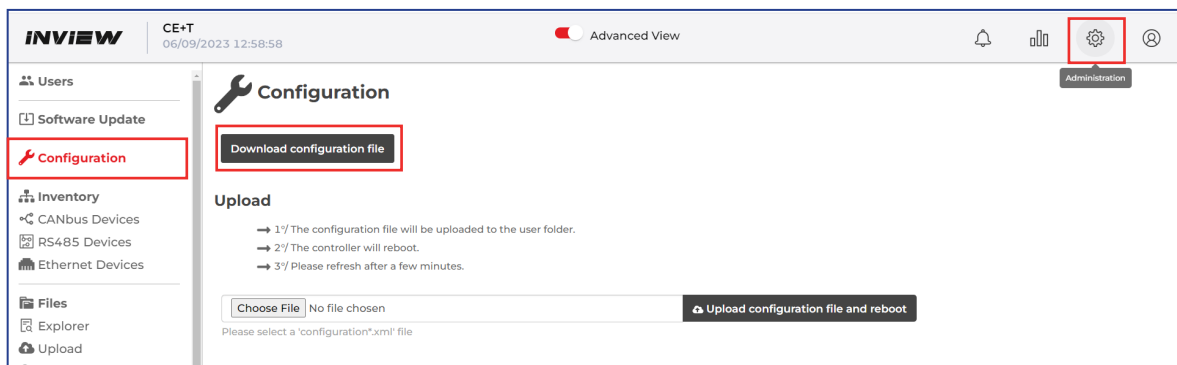 iNVIEW
CE+T
06/09/2023 12:58:58
Advanced View
Administration
Users
Software Update
Configuration
Inventory
CANbus Devices
RS485 Devices
Ethernet Devices
Files
Explorer
Upload
Configuration
Download configuration file
Upload
1°/ The configuration file will be uploaded to the user folder.
2°/ The controller will reboot.
3°/ Please refresh after a few minutes.
Choose File No file chosen
Upload configuration file and reboot
Please select a 'configuration*.xml' file